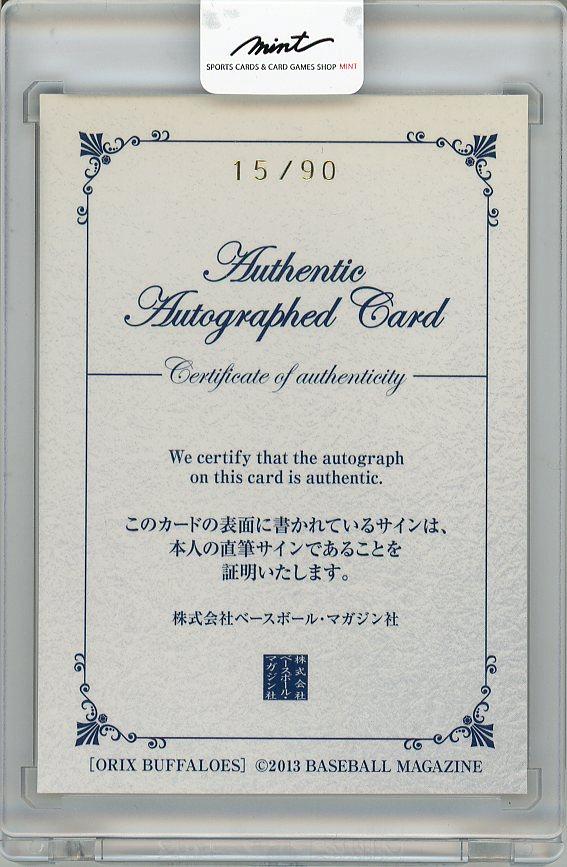 mint
SPORTS CARDS & CARD GAMES SHOP MINT
15/90
Authentic
Autographed Card
Certificate of authenticity
We certify that the autograph
on this card is authentic.
このカードの表面に書かれているサインは、
本人の直筆サインであることを
証明いたします。
株式会社ベースボール・マガジン社
株式会社
ベースボール・
マガジン社
[ORIX BUFFALOES] ©2013 BASEBALL MAGAZINE